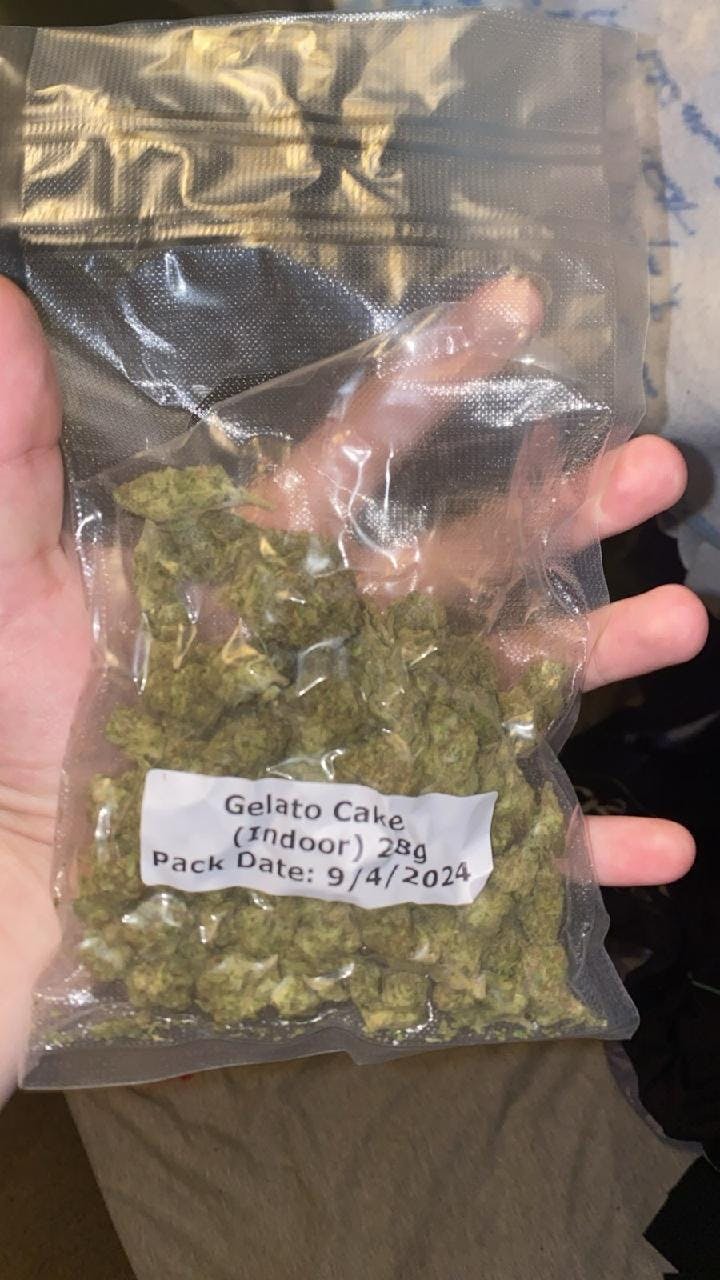 Gelato Cake
(Indoor) 28g
Pack Date: 9/4/2024